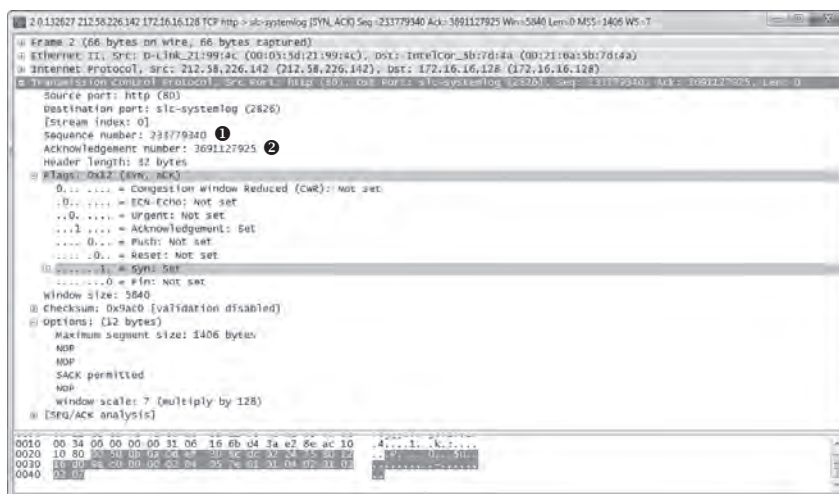 2 0.132627 212.58.226.142 172.16.16.128 TCP http > slc-systemlog [SYN, ACK] Seq=233779340 Ack=3691127925 Win=5840 Len=0 MSS=1406 WS=7
Frame 2 (66 bytes on wire, 66 bytes captured)
Ethernet II, Src: D-Link_21:99:4c (00:05:5d:21:99:4c), Dst: IntelCor_5b:7d:4a (00:21:6a:5b:7d:4a)
Internet Protocol, Src: 212.58.226.142 (212.58.226.142), Dst: 172.16.16.128 (172.16.16.128)
Transmission Control Protocol, Src Port: http (80), Dst Port: slc-systemlog (2826), Seq: 233779340, Ack: 3691127925, Len: 0
Source port: http (80)
Destination port: slc-systemlog (2826)
[Stream index: 0]
Sequence number: 233779340 ❶
Acknowledgement number: 3691127925 ❷
Header length: 32 bytes
Flags: 0x12 (SYN, ACK)
0... .... = Congestion Window Reduced (CWR): Not set
.0.. .... = ECN-Echo: Not set
..0. .... = Urgent: Not set
...1 .... = Acknowledgement: Set
.... 0... = Push: Not set
.... .0.. = Reset: Not set
.... ..1. = Syn: Set
.... ...0 = Fin: Not set
Window size: 5840
Checksum: 0x9ac0 [validation disabled]
Options: (12 bytes)
Maximum segment size: 1406 bytes
NOP
NOP
SACK permitted
NOP
Window scale: 7 (multiply by 128)
[SEQ/ACK analysis]
0010 00 34 00 00 00 00 31 06 16 6b d4 3a e2 8e ac 10 .4....1. .k.:....
0020 10 80
0030
0040